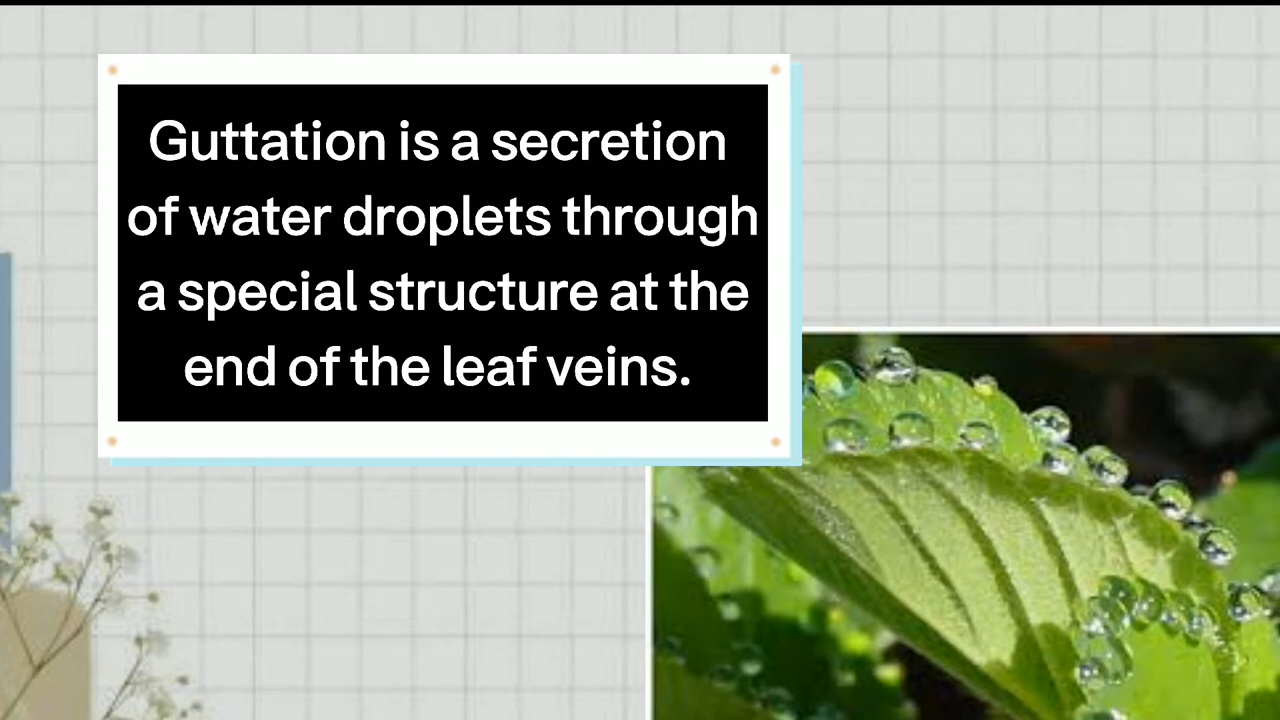 Guttation is a secretion
of water droplets through
a special structure at the
end of the leaf veins.